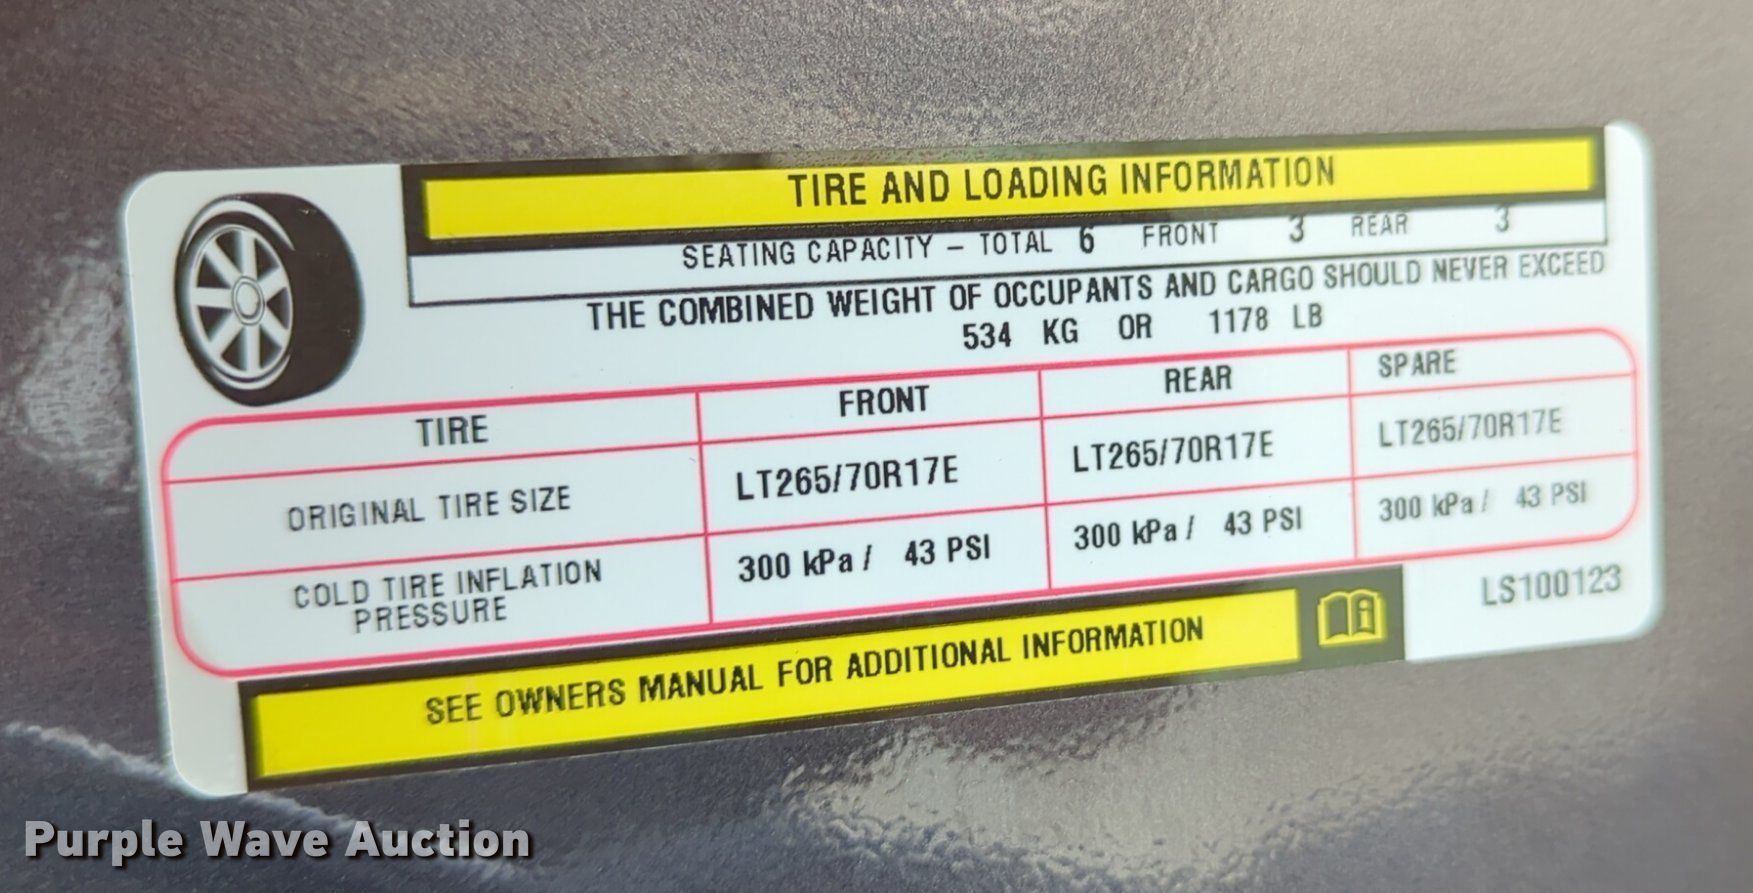 TIRE AND LOADING INFORMATION
SEATING CAPACITY – TOTAL 6 FRONT 3 REAR 3
THE COMBINED WEIGHT OF OCCUPANTS AND CARGO SHOULD NEVER EXCEED
534 KG OR 1178 LB
TIRE FRONT REAR SPARE
ORIGINAL TIRE SIZE LT265/70R17E LT265/70R17E LT265/70R17E
COLD TIRE INFLATION PRESSURE 300 kPa / 43 PSI 300 kPa / 43 PSI 300 kPa / 43 PSI
LS100123
SEE OWNERS MANUAL FOR ADDITIONAL INFORMATION
Purple Wave Auction